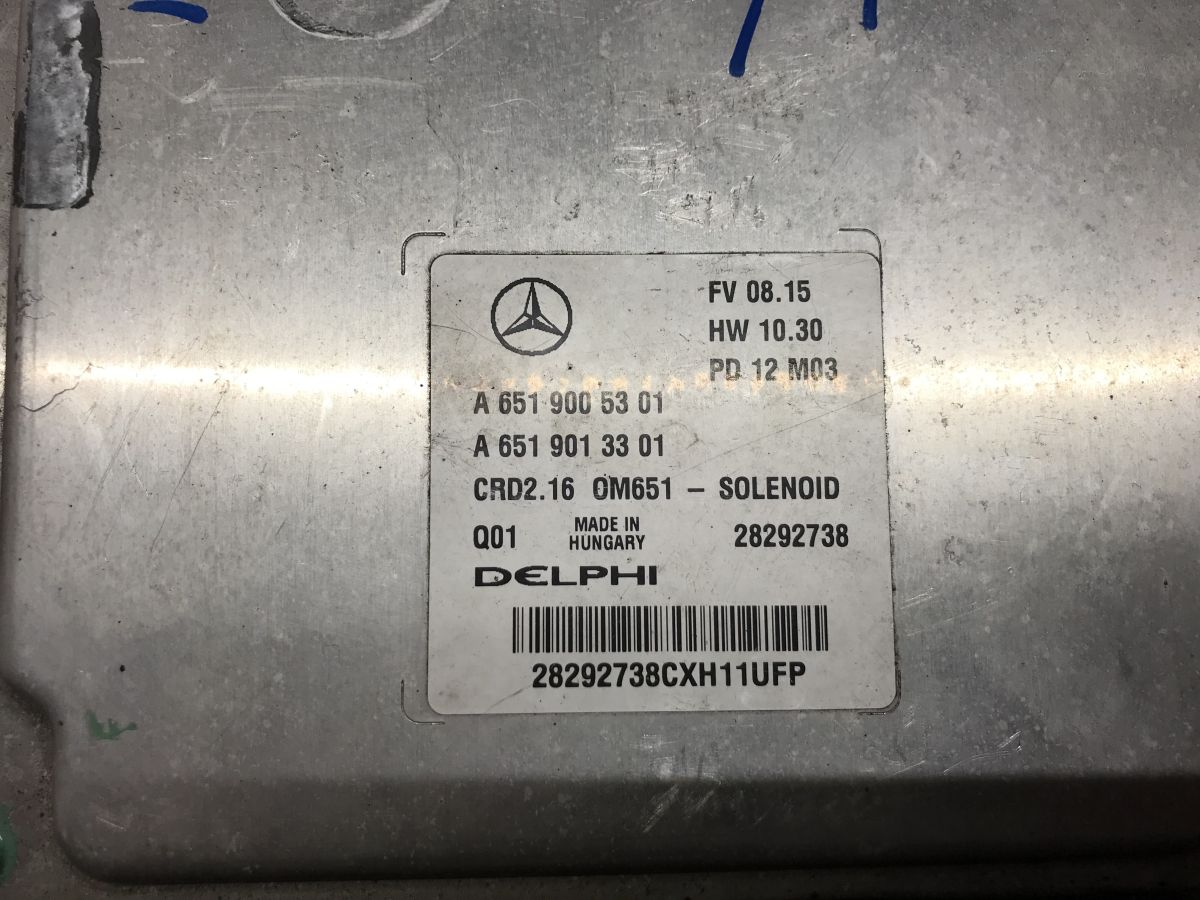 FV 08.15
HW 10.30
PD 12 M03
A 651 900 53 01
A 651 901 33 01
CRD2.16 OM651 – SOLENOID
Q01 MADE IN HUNGARY 28292738
DELPHI
28292738CXH11UFP